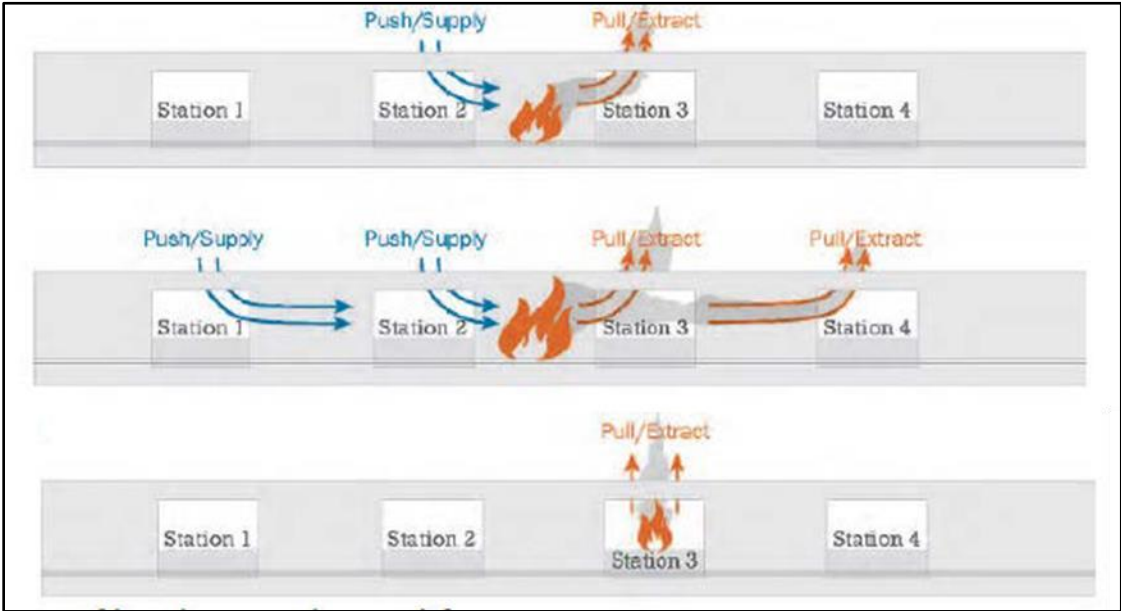 Push/Supply Pull/Extract
Station 1 Station 2 Station 3 Station 4
Push/Supply Push/Supply Pull/Extract Pull/Extract
Station 1 Station 2 Station 3 Station 4
Pull/Extract
Station 1 Station 2 Station 3 Station 4